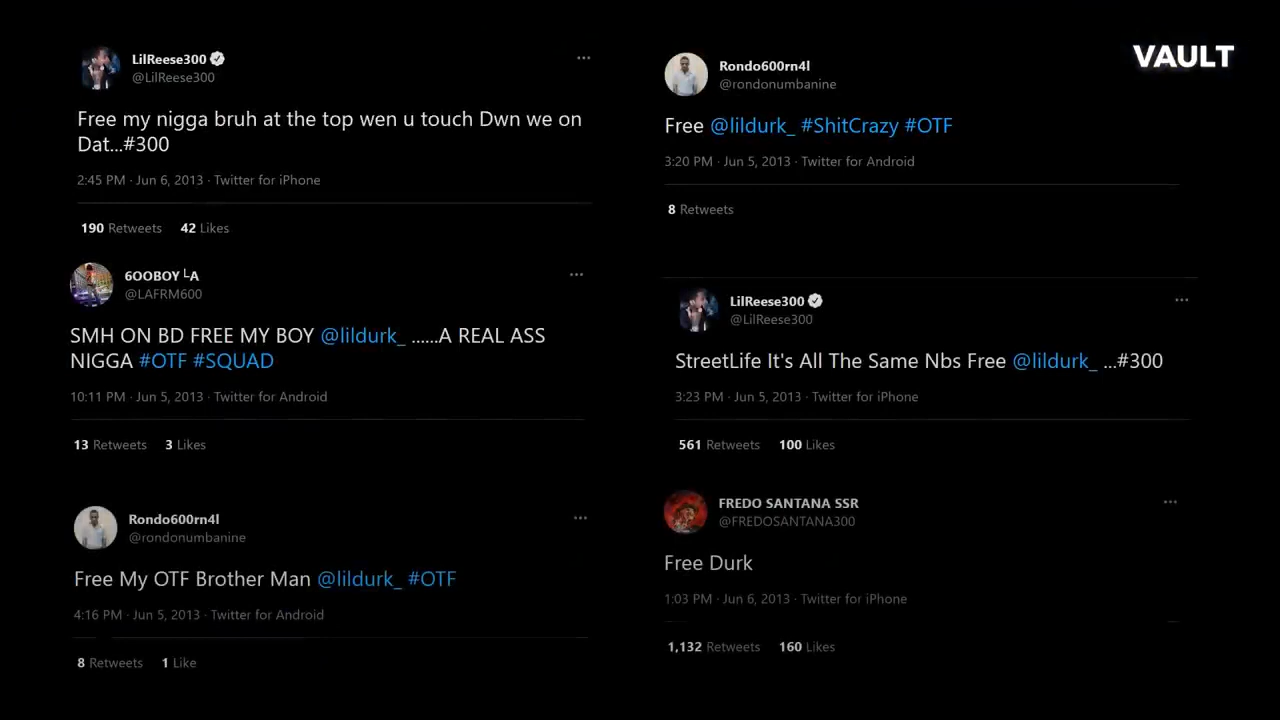 VAULT
LilReese300
@LilReese300
Free my nigga bruh at the top wen u touch Dwn we on
Dat...#300
2:45 PM · Jun 6, 2013 · Twitter for iPhone
190 Retweets 42 Likes
6OOBOY └A
@LAFRM600
SMH ON BD FREE MY BOY @lildurk_ ......A REAL ASS
NIGGA #OTF #SQUAD
10:11 PM · Jun 5, 2013 · Twitter for Android
13 Retweets 3 Likes
Rondo600rn4l
@rondonumbanine
Free My OTF Brother Man @lildurk_ #OTF
4:16 PM · Jun 5, 2013 · Twitter for Android
8 Retweets 1 Like
Rondo600rn4l
@rondonumbanine
Free @lildurk_ #ShitCrazy #OTF
3:20 PM · Jun 5, 2013 · Twitter for Android
8 Retweets
LilReese300
@LilReese300
StreetLife It's All The Same Nbs Free @lildurk_ ...#300
3:23 PM · Jun 5, 2013 · Twitter for iPhone
561 Retweets 100 Likes
FREDO SANTANA SSR
@FREDOSANTANA300
Free Durk
1:03 PM · Jun 6, 2013 · Twitter for iPhone
1,132 Retweets 160 Likes